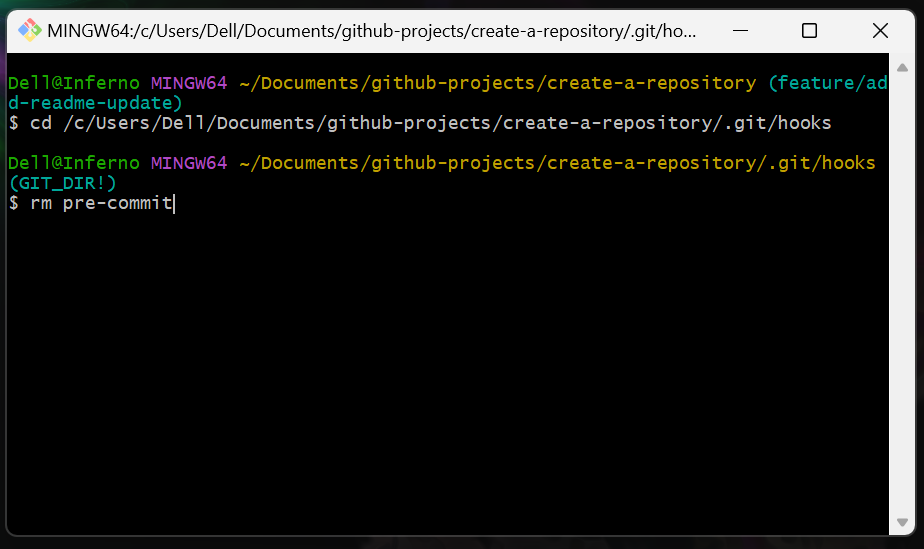 MINGW64:/c/Users/Dell/Documents/github-projects/create-a-repository/.git/ho...
Dell@Inferno MINGW64 ~/Documents/github-projects/create-a-repository (feature/ad
d-readme-update)
$ cd /c/Users/Dell/Documents/github-projects/create-a-repository/.git/hooks
Dell@Inferno MINGW64 ~/Documents/github-projects/create-a-repository/.git/hooks
(GIT_DIR!)
$ rm pre-commit